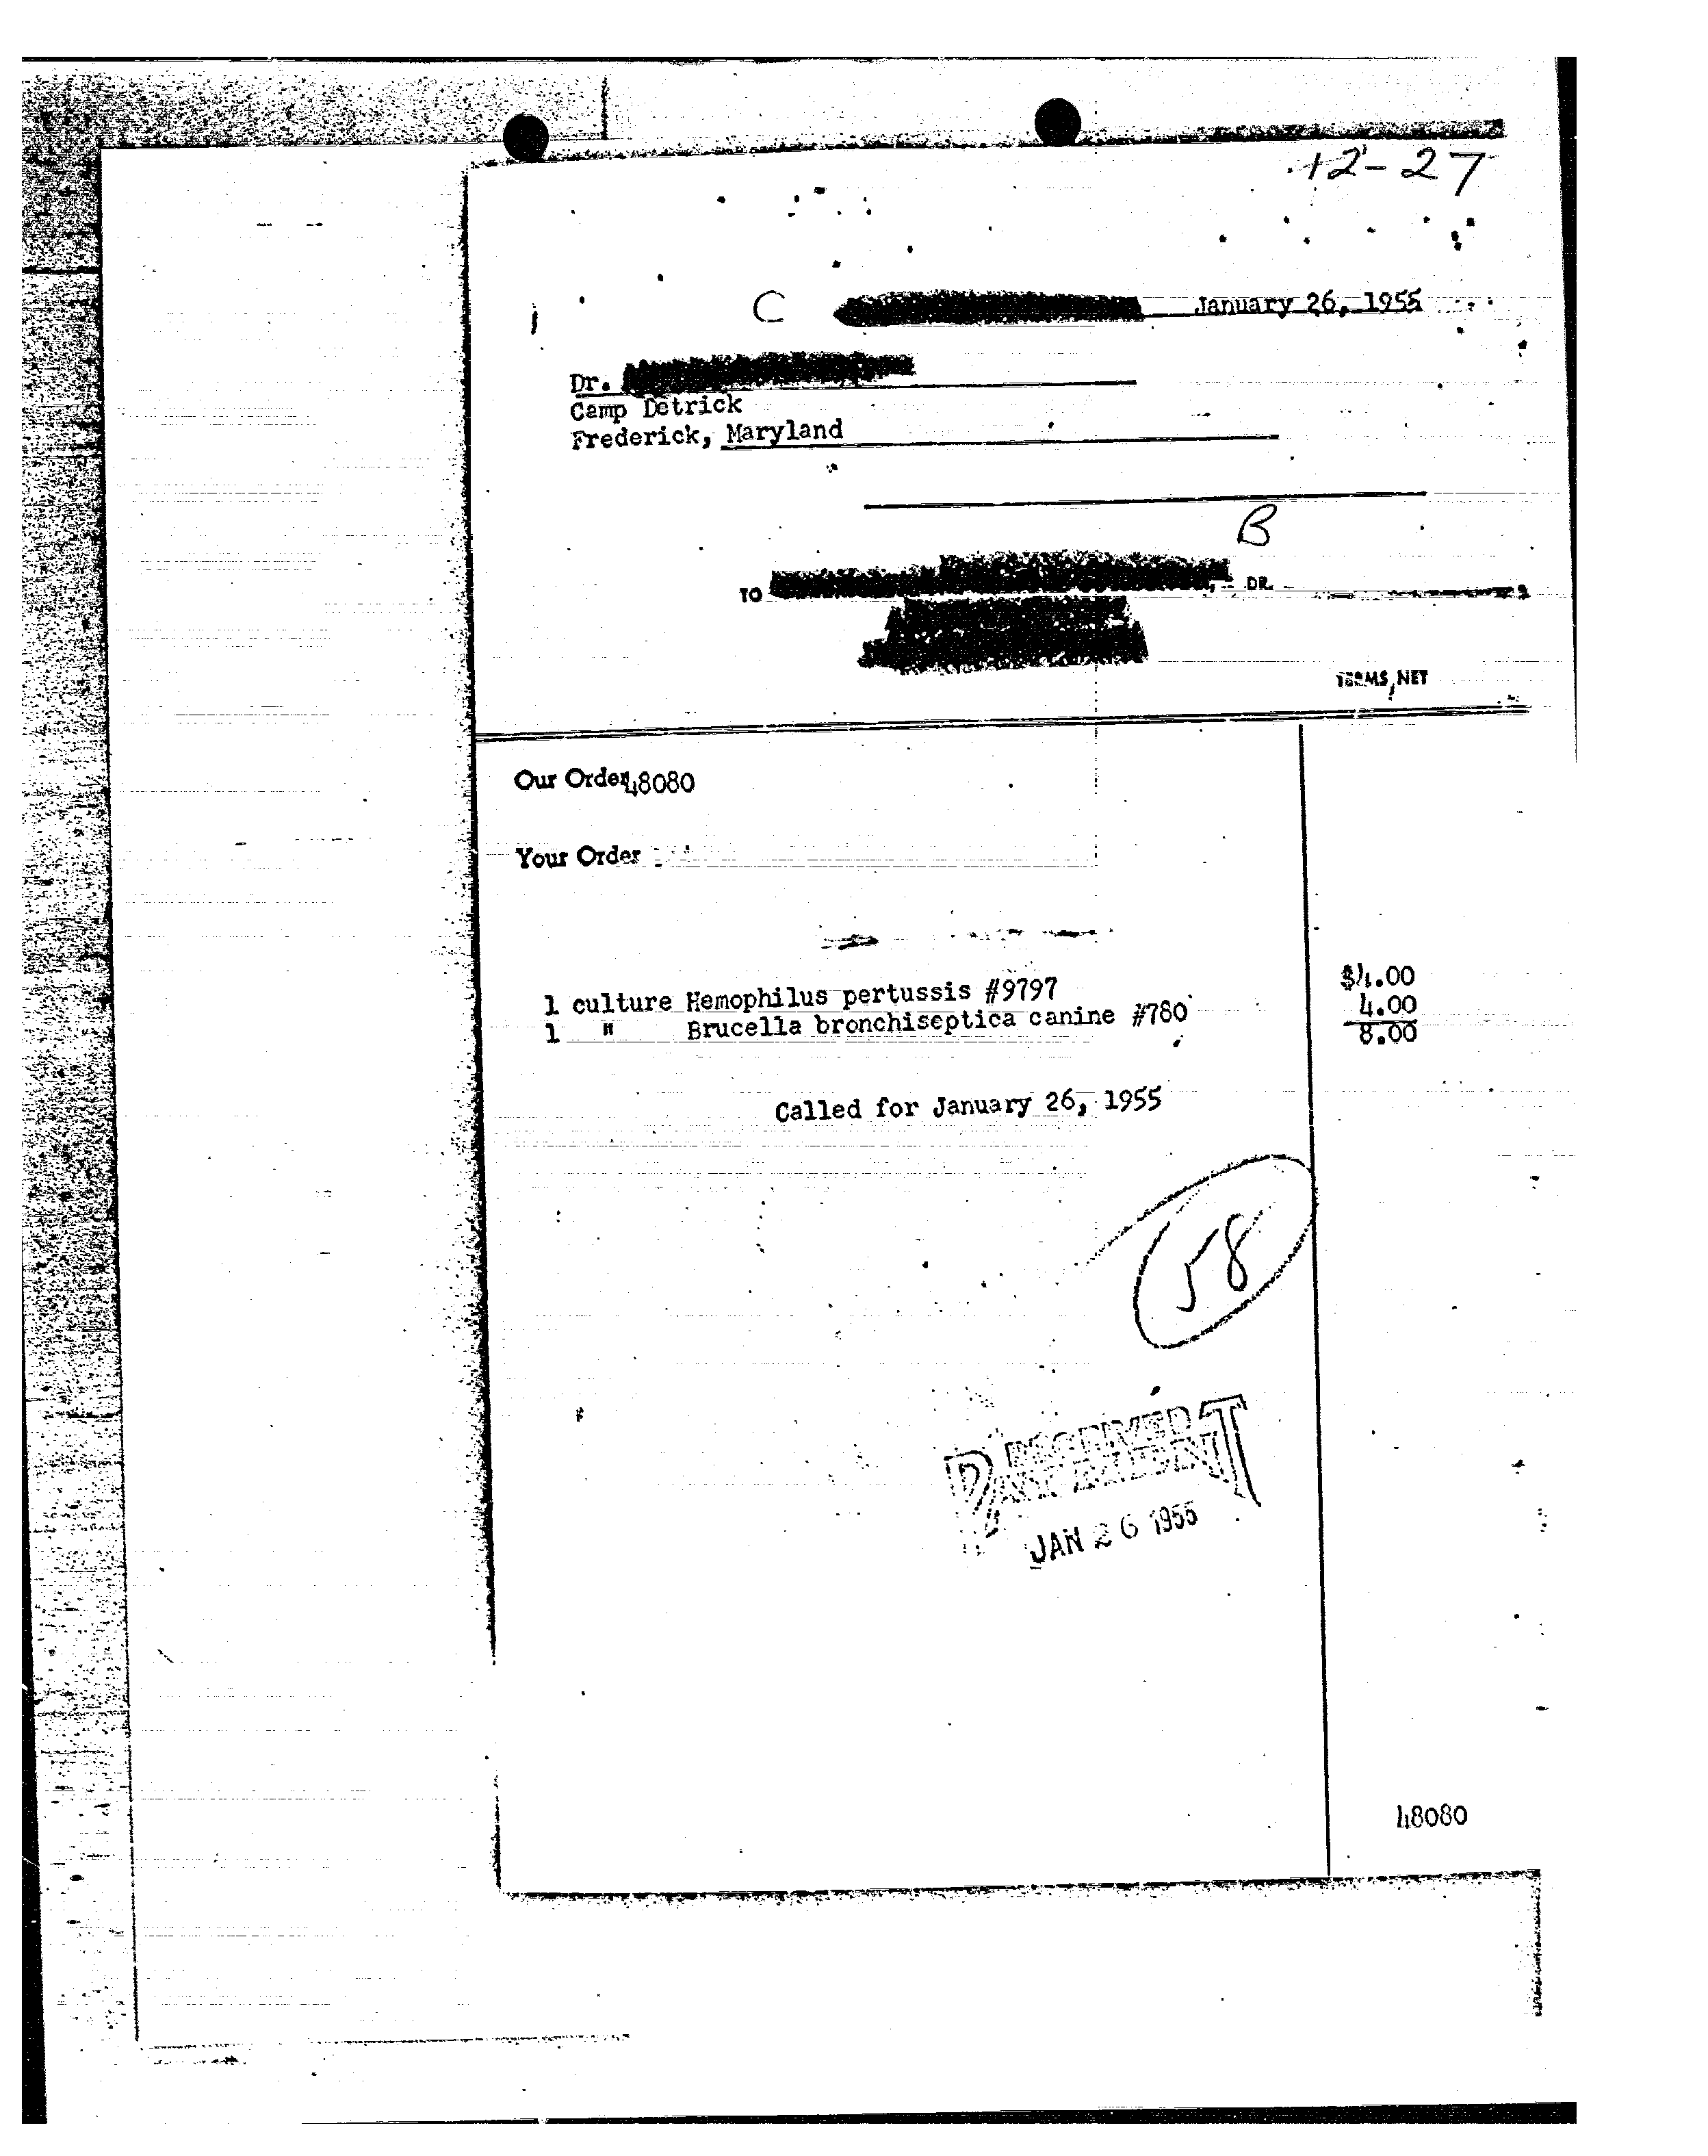 12-27
C January 26, 1955
Dr.
Camp Detrick
Frederick, Maryland
B
TO , DR.
TERMS, NET
Our Order 48080
Your Order
1 culture Hemophilus pertussis #9797 $4.00
1 " Brucella bronchiseptica canine #780 4.00
8.00
Called for January 26, 1955
58
RECEIVED
PAYMENT
JAN 26 1955
48080